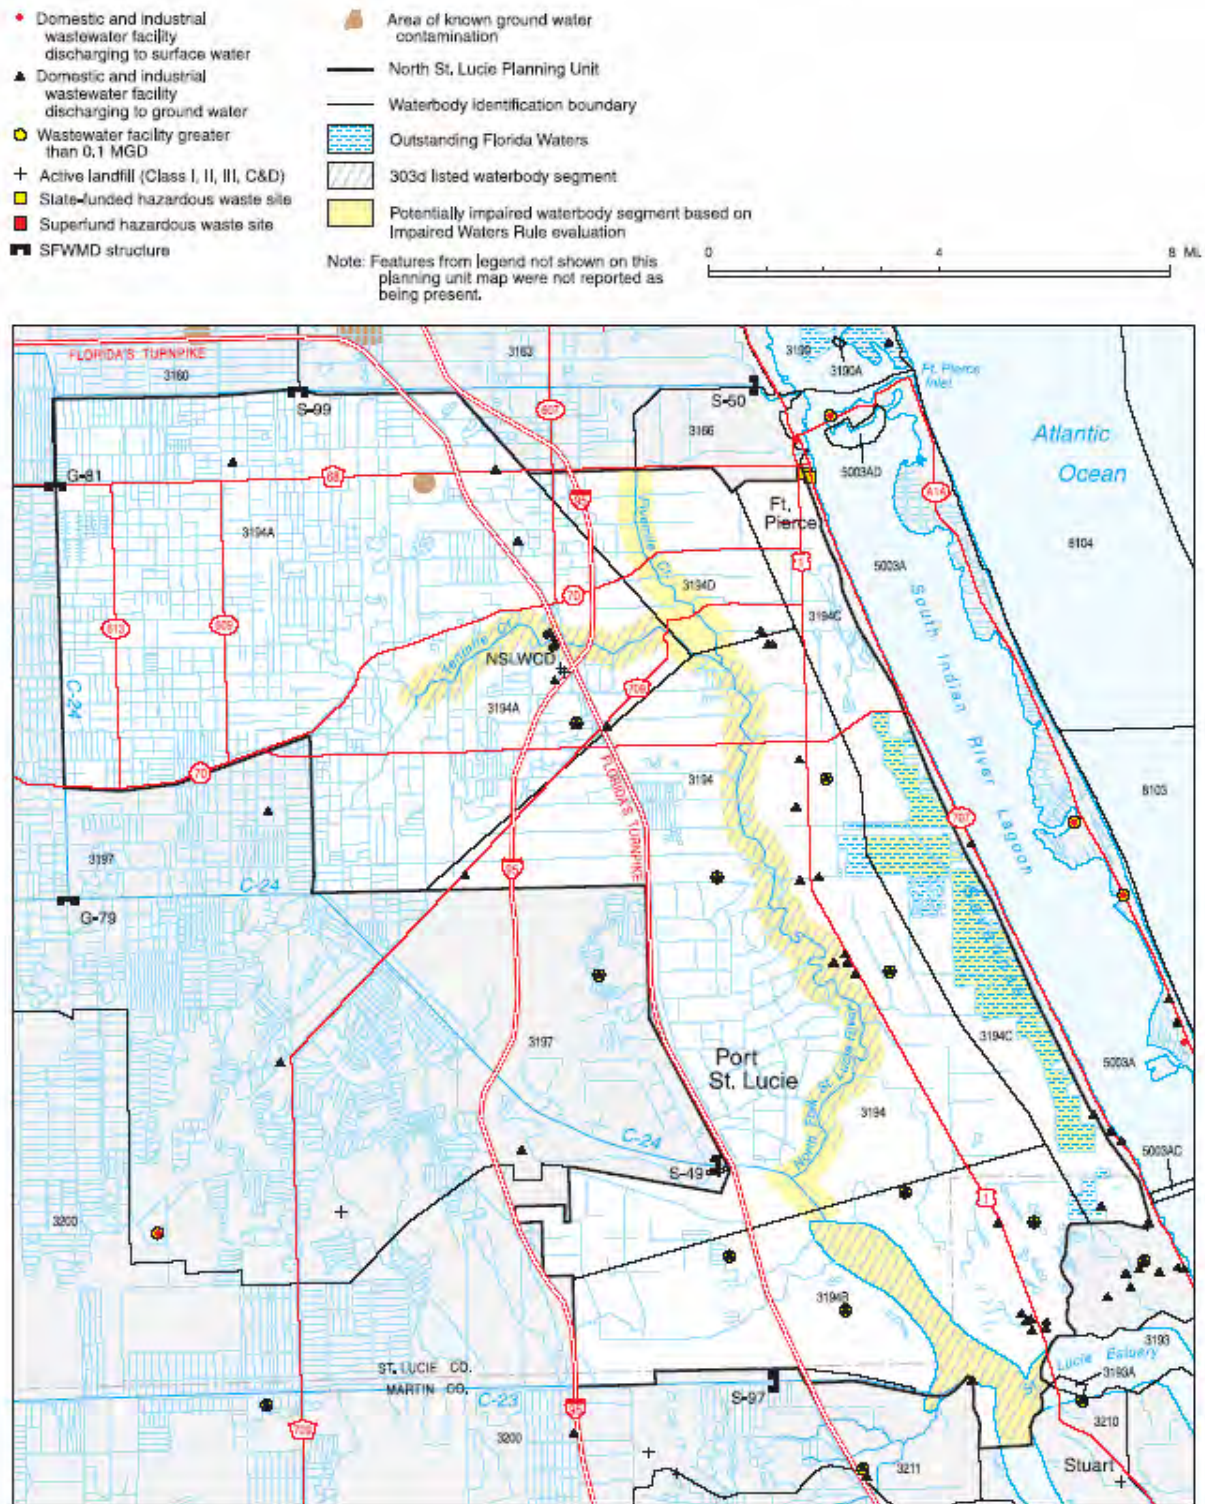 Domestic and industrial
wastewater facility
discharging to surface water
Domestic and industrial
wastewater facility
discharging to ground water
Wastewater facility greater
than 0.1 MGD
Active landfill (Class I, II, III, C&D)
State-funded hazardous waste site
Superfund hazardous waste site
SFWMD structure
Area of known ground water
contamination
North St. Lucie Planning Unit
Waterbody identification boundary
Outstanding Florida Waters
303d listed waterbody segment
Potentially impaired waterbody segment based on
Impaired Waters Rule evaluation
Note: Features from legend not shown on this
planning unit map were not reported as
being present.
0 4 8 MI.
FLORIDA'S TURNPIKE
3160
3163
3190A
Ft. Pierce
Inlet
S-99
607
S-50
3166
5003AD
Atlantic
Ocean
G-81
68
95
A1A
Ft.
Pierce
3194A
Fivemile Cr.
1
8104
5003A
70
3194D
3194C
613
609
Tenmile Cr.
NSLWCD
709
C-24
3194A
South Indian River Lagoon
70
FLORIDA'S TURNPIKE
3194
8103
3197
95
707
C-24
G-79
3197
3194C
Port
St. Lucie
5003A
North Fork St. Lucie River
3194
C-24
S-49
5003AC
1
3200
3194B
3193
Lucie Estuary
3193A
ST. LUCIE CO.
MARTIN CO.
C-23
S-97
95
709
3200
3210
3211
Stuart